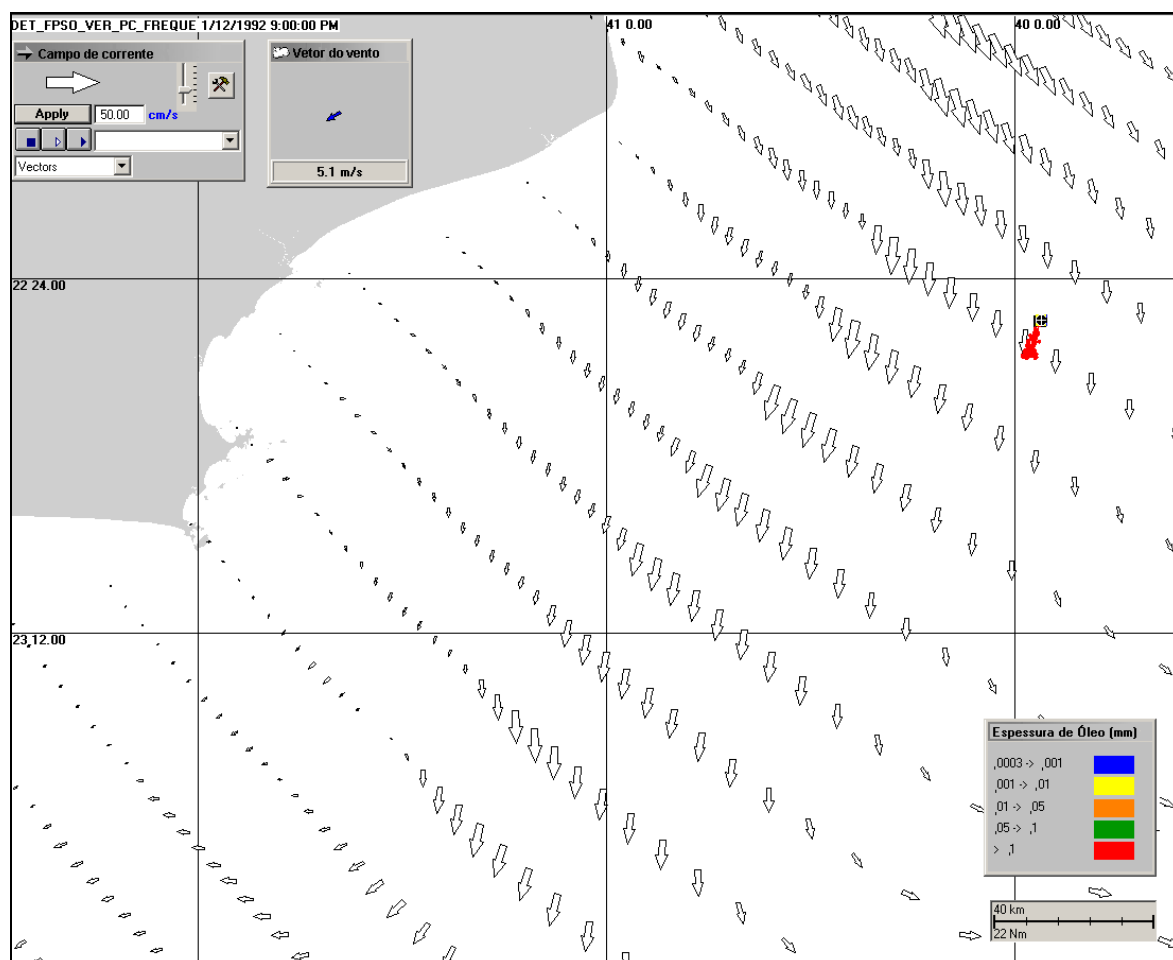 DET_FPSO_VER_PC_FREQUE 1/12/1992 9:00:00 PM
41 0.00
40 0.00
Campo de corrente
Apply
50.00
cm/s
Vectors
Vetor do vento
5.1 m/s
22 24.00
23 12.00
Espessura de Óleo (mm)
,0003 -> ,001
,001 -> ,01
,01 -> ,05
,05 -> ,1
> ,1
40 km
22 Nm